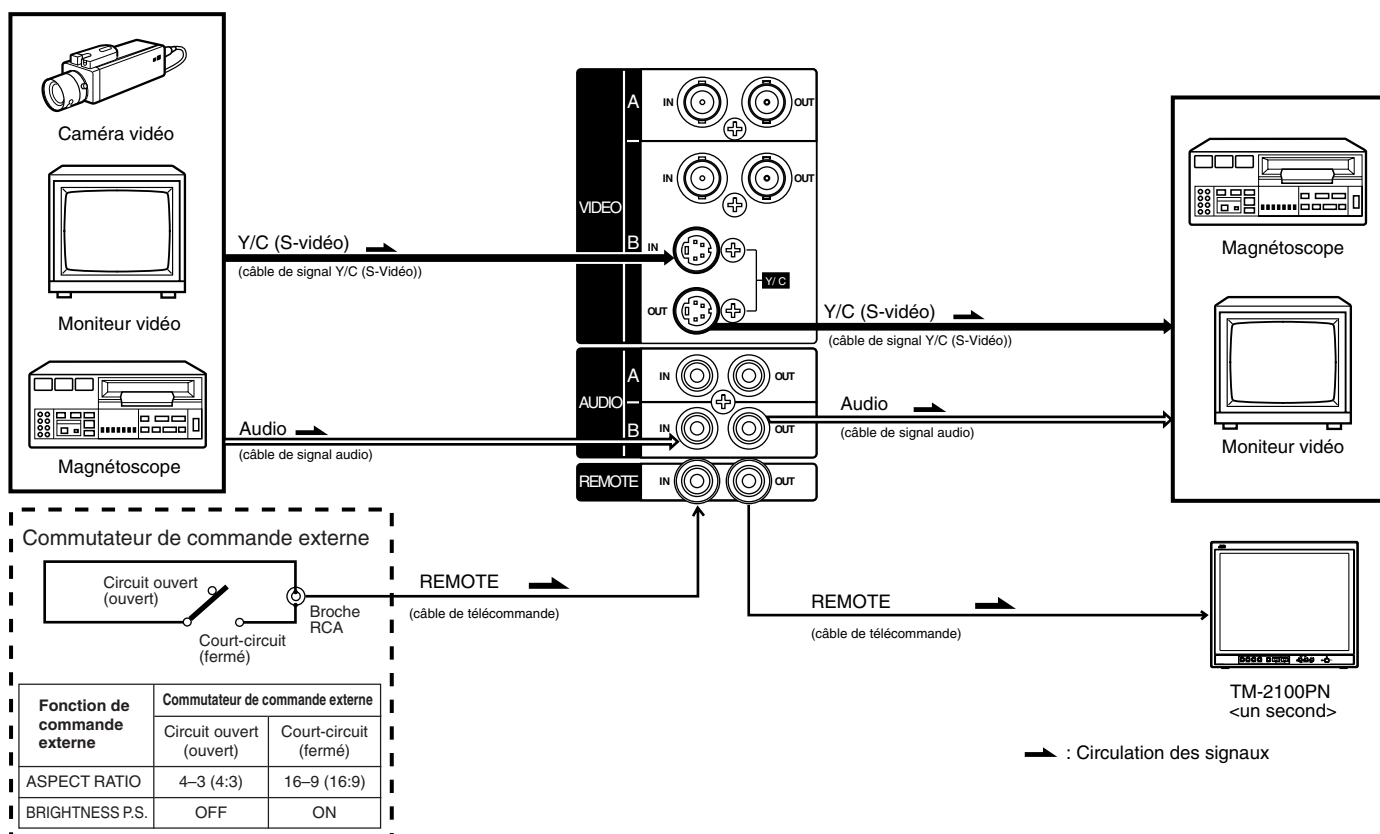 Caméra vidéo
Moniteur vidéo
Magnétoscope
Y/C (S-vidéo)
(câble de signal Y/C (S-Vidéo))
Audio
(câble de signal audio)
VIDEO
A
IN
OUT
IN
OUT
B
IN
Y/C
OUT
AUDIO
A
IN
OUT
B
IN
OUT
REMOTE
IN
OUT
Y/C (S-vidéo)
(câble de signal Y/C (S-Vidéo))
Audio
(câble de signal audio)
Magnétoscope
Moniteur vidéo
Commutateur de commande externe
Circuit ouvert
(ouvert)
Court-circuit
(fermé)
Broche
RCA
REMOTE
(câble de télécommande)
REMOTE
(câble de télécommande)
TM-2100PN
<un second>
: Circulation des signaux
Fonction de
commande
externe
Commutateur de commande externe
Circuit ouvert
(ouvert)
Court-circuit
(fermé)
ASPECT RATIO
4–3 (4:3)
16–9 (16:9)
BRIGHTNESS P.S.
OFF
ON